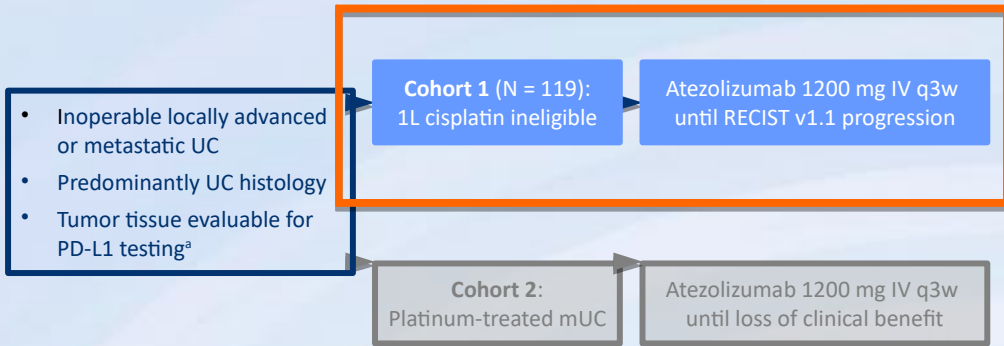 • Inoperable locally advanced
or metastatic UC
• Predominantly UC histology
• Tumor tissue evaluable for
PD-L1 testingᵃ
Cohort 1 (N = 119):
1L cisplatin ineligible
Atezolizumab 1200 mg IV q3w
until RECIST v1.1 progression
Cohort 2:
Platinum-treated mUC
Atezolizumab 1200 mg IV q3w
until loss of clinical benefit